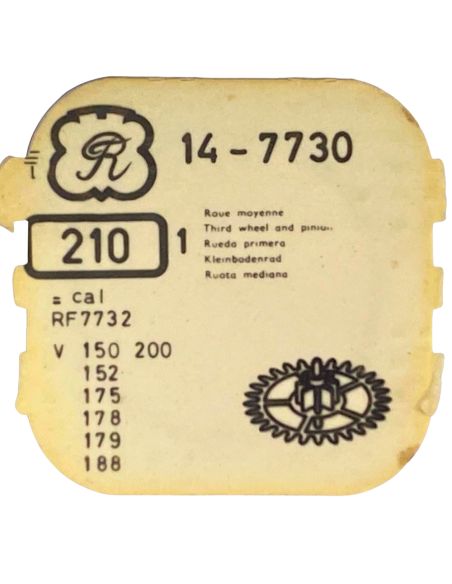 R 14-7730
210 1
Roue moyenne
Third wheel and pinion
Rueda primera
Kleinbodenrad
Ruota mediana
= cal
RF7732
V 150 200
152
175
178
179
188